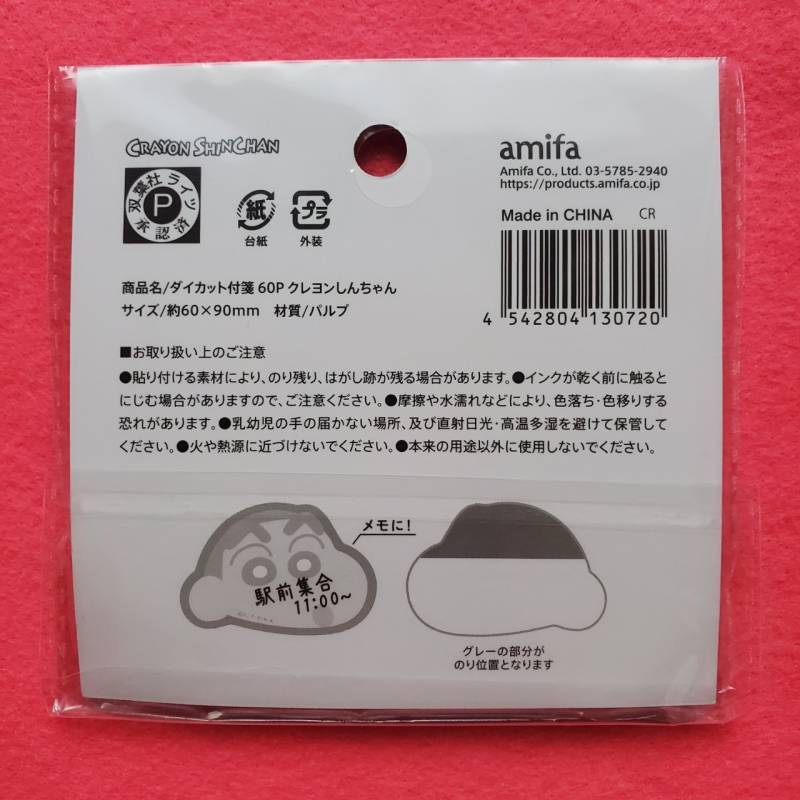 CRAYON SHINCHAN
双葉社ライツ
P
承認済
紙
台紙
プラ
外装
amifa
Amifa Co., Ltd. 03-5785-2940
https://products.amifa.co.jp
Made in CHINA CR
4 542804 130720
商品名/ダイカット付箋 60P クレヨンしんちゃん
サイズ/約60×90mm 材質/パルプ
■お取り扱い上のご注意
●貼り付ける素材により、のり残り、はがし跡が残る場合があります。●インクが乾く前に触ると
にじむ場合がありますので、ご注意ください。●摩擦や水濡れなどにより、色落ち・色移りする
恐れがあります。●乳幼児の手の届かない場所、及び直射日光・高温多湿を避けて保管して
ください。●火や熱源に近づけないでください。●本来の用途以外に使用しないでください。
メモに!
駅前集合
11:00~
グレーの部分が
のり位置となります